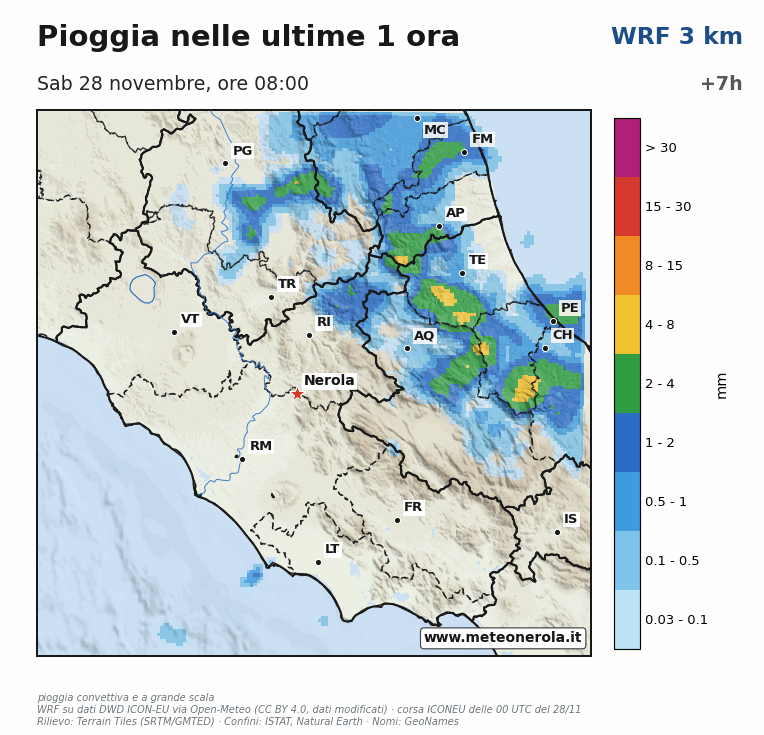 Pioggia nelle ultime 1 ora
WRF 3 km
Sab 28 novembre, ore 08:00
+7h
MC
FM
PG
AP
TE
TR
PE
VT
RI
AQ
CH
Nerola
RM
FR
IS
LT
www.meteonerola.it
> 30
15 - 30
8 - 15
4 - 8
2 - 4
1 - 2
0.5 - 1
0.1 - 0.5
0.03 - 0.1
mm
pioggia convettiva e a grande scala
WRF su dati DWD ICON-EU via Open-Meteo (CC BY 4.0, dati modificati) · corsa ICONEU delle 00 UTC del 28/11
Rilievo: Terrain Tiles (SRTM/GMTED) · Confini: ISTAT, Natural Earth · Nomi: GeoNames